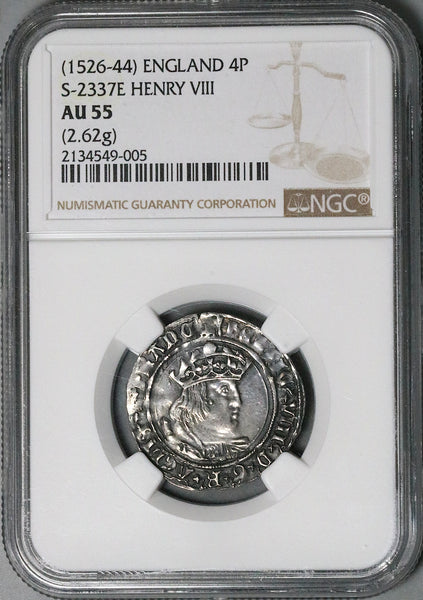 (1526-44) ENGLAND 4P
S-2337E HENRY VIII
AU 55
(2.62g)
2134549-005
NUMISMATIC GUARANTY CORPORATION
NGC®